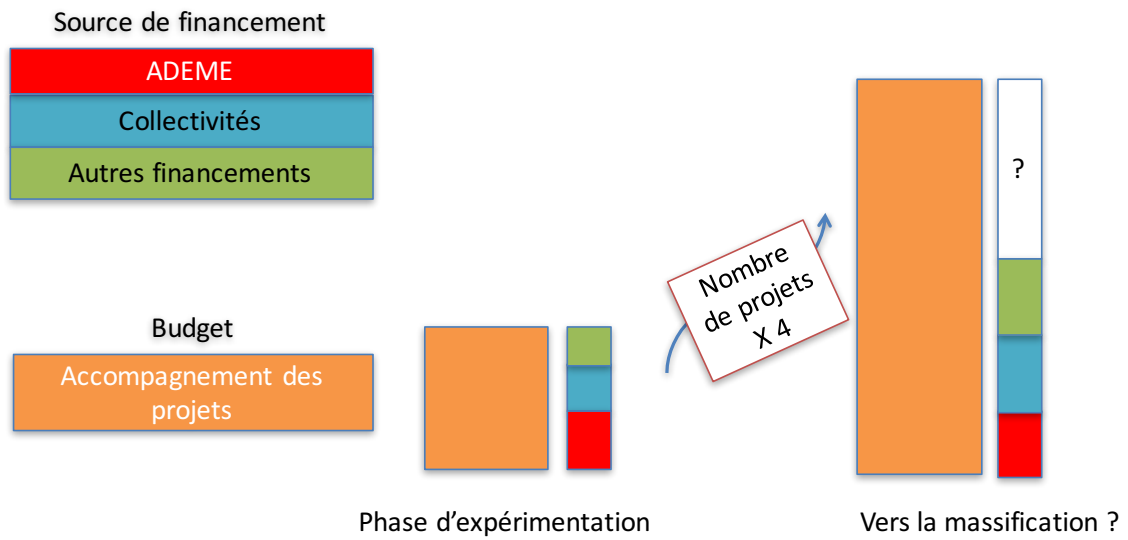 Source de financement
ADEME
Collectivités
Autres financements
?
Nombre
de projets
X 4
Budget
Accompagnement des
projets
Phase d’expérimentation
Vers la massification ?